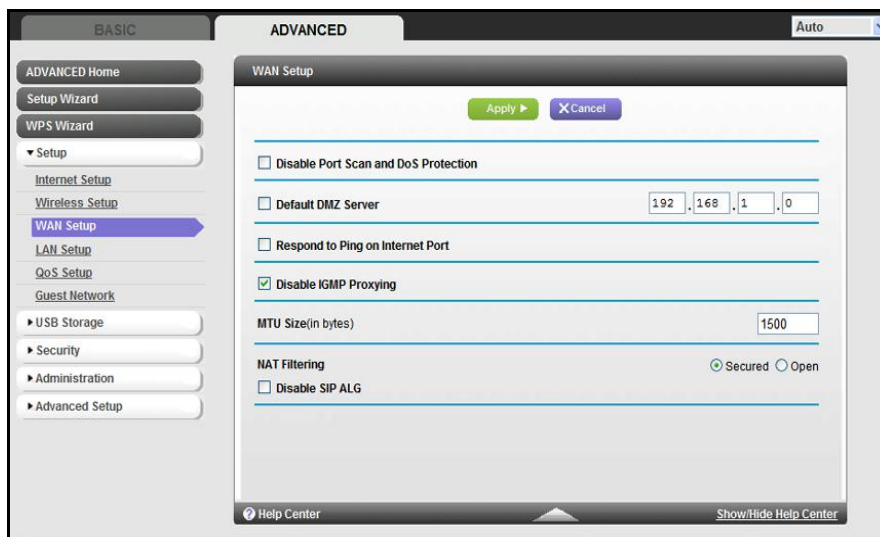 BASIC
ADVANCED
Auto
ADVANCED Home
Setup Wizard
WPS Wizard
Setup
Internet Setup
Wireless Setup
WAN Setup
LAN Setup
QoS Setup
Guest Network
USB Storage
Security
Administration
Advanced Setup
WAN Setup
Apply
X Cancel
Disable Port Scan and DoS Protection
Default DMZ Server 192 . 168 . 1 . 0
Respond to Ping on Internet Port
Disable IGMP Proxying
MTU Size(in bytes) 1500
NAT Filtering Secured Open
Disable SIP ALG
? Help Center
Show/Hide Help Center